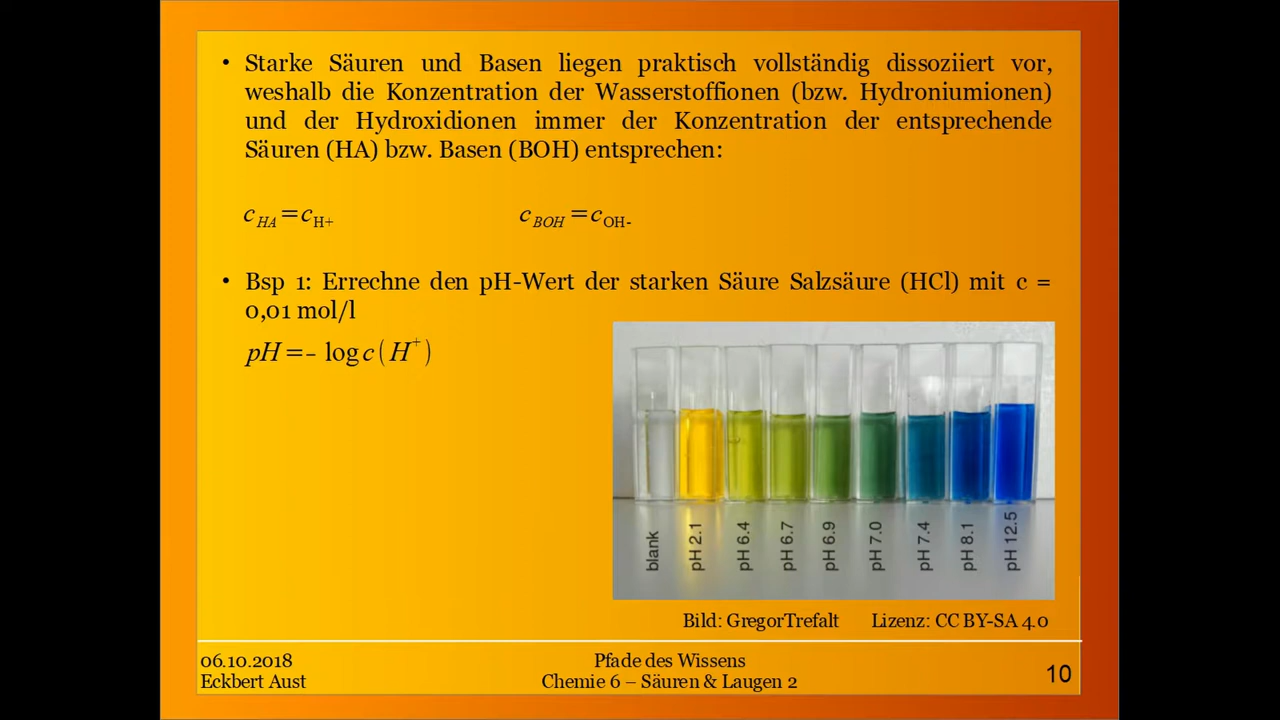 • Starke Säuren und Basen liegen praktisch vollständig dissoziiert vor,
weshalb die Konzentration der Wasserstoffionen (bzw. Hydroniumionen)
und der Hydroxidionen immer der Konzentration der entsprechende
Säuren (HA) bzw. Basen (BOH) entsprechen:
c_HA = c_H+    c_BOH = c_OH-
• Bsp 1: Errechne den pH-Wert der starken Säure Salzsäure (HCl) mit c =
0,01 mol/l
pH =– log c ( H⁺ )
blank pH 2.1 pH 6.4 pH 6.7 pH 6.9 pH 7.0 pH 7.4 pH 8.1 pH 12.5
Bild: GregorTrefalt    Lizenz: CC BY-SA 4.0
06.10.2018
Eckbert Aust
Pfade des Wissens
Chemie 6 – Säuren & Laugen 2
10